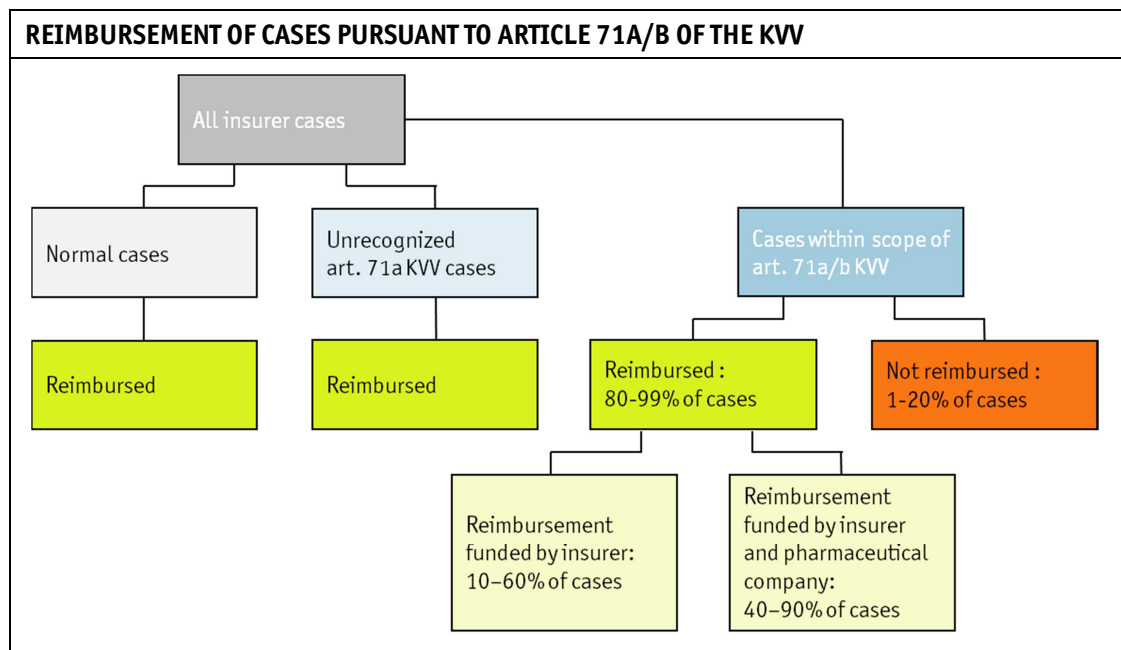 REIMBURSEMENT OF CASES PURSUANT TO ARTICLE 71A/B OF THE KVV
All insurer cases
Normal cases
Unrecognized
art. 71a KVV cases
Cases within scope of
art. 71a/b KVV
Reimbursed
Reimbursed
Reimbursed :
80-99% of cases
Not reimbursed :
1-20% of cases
Reimbursement
funded by insurer:
10–60% of cases
Reimbursement
funded by insurer
and pharmaceutical
company:
40–90% of cases